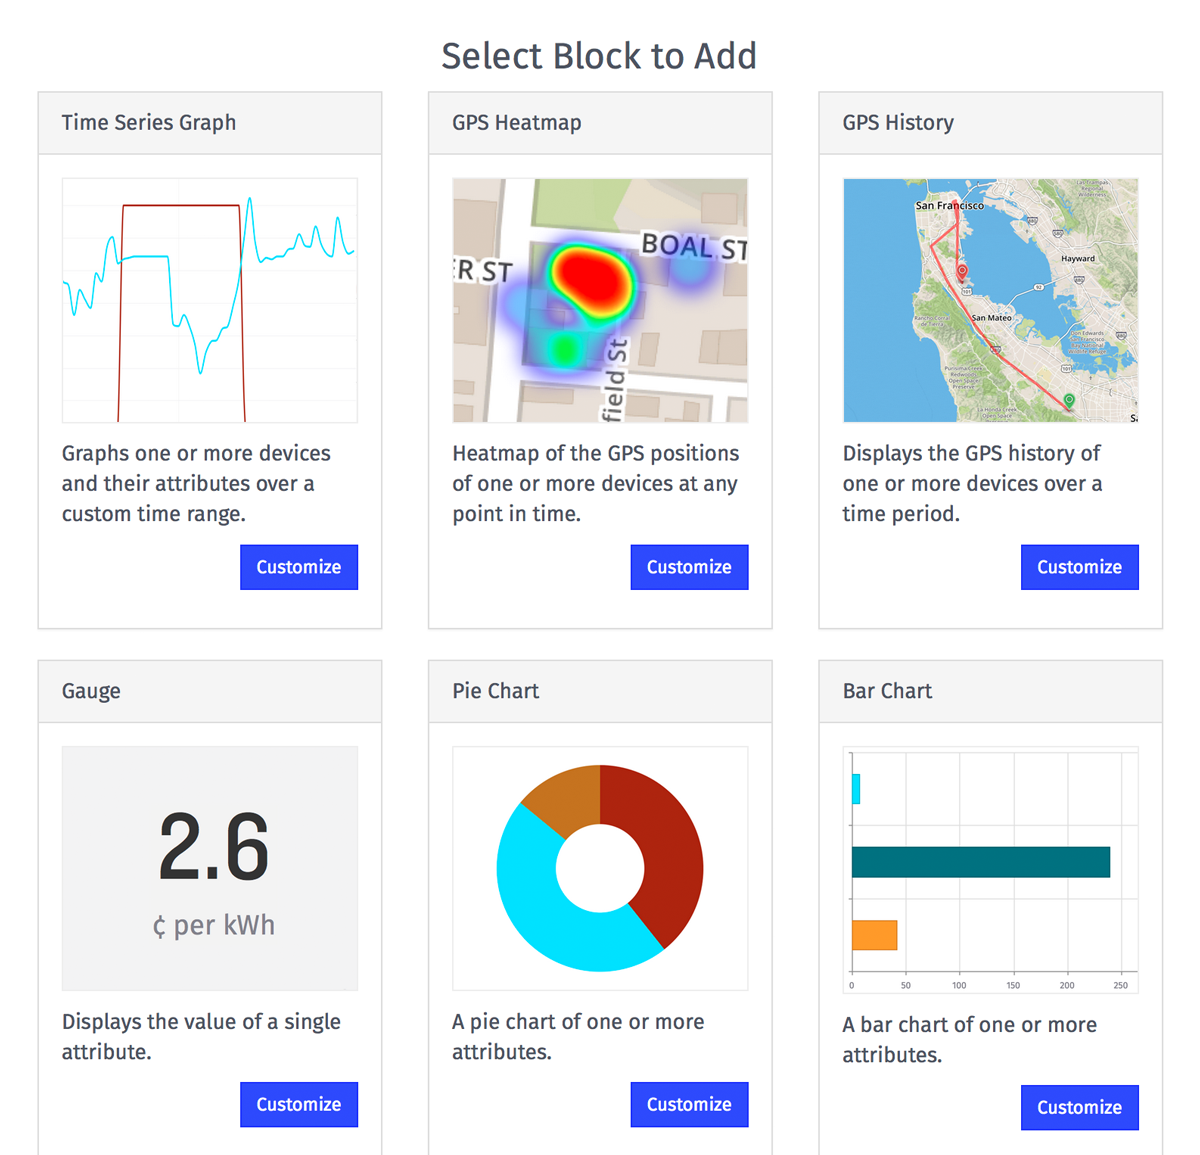 Select Block to Add
Time Series Graph
GPS Heatmap
GPS History
BOAL ST
ER ST
field St
San Francisco
Hayward
92
101
San Mateo
101
Graphs one or more devices
and their attributes over a
custom time range.
Customize
Heatmap of the GPS positions
of one or more devices at any
point in time.
Customize
Displays the GPS history of
one or more devices over a
time period.
Customize
Gauge
Pie Chart
Bar Chart
2.6
¢ per kWh
0 50 100 150 200 250
Displays the value of a single
attribute.
Customize
A pie chart of one or more
attributes.
Customize
A bar chart of one or more
attributes.
Customize